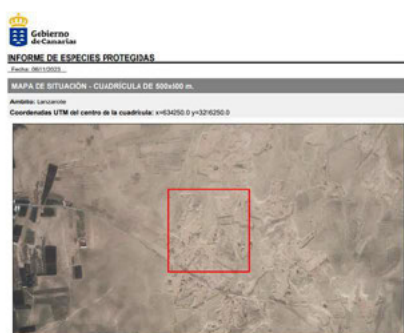 Gobierno
de Canarias
INFORME DE ESPECIES PROTEGIDAS
Fecha: 06/11/2023
MAPA DE SITUACIÓN - CUADRÍCULA DE 500x500 m.
Ámbito: Lanzarote
Coordenadas UTM del centro de la cuadrícula: x=634250.0 y=3216250.0